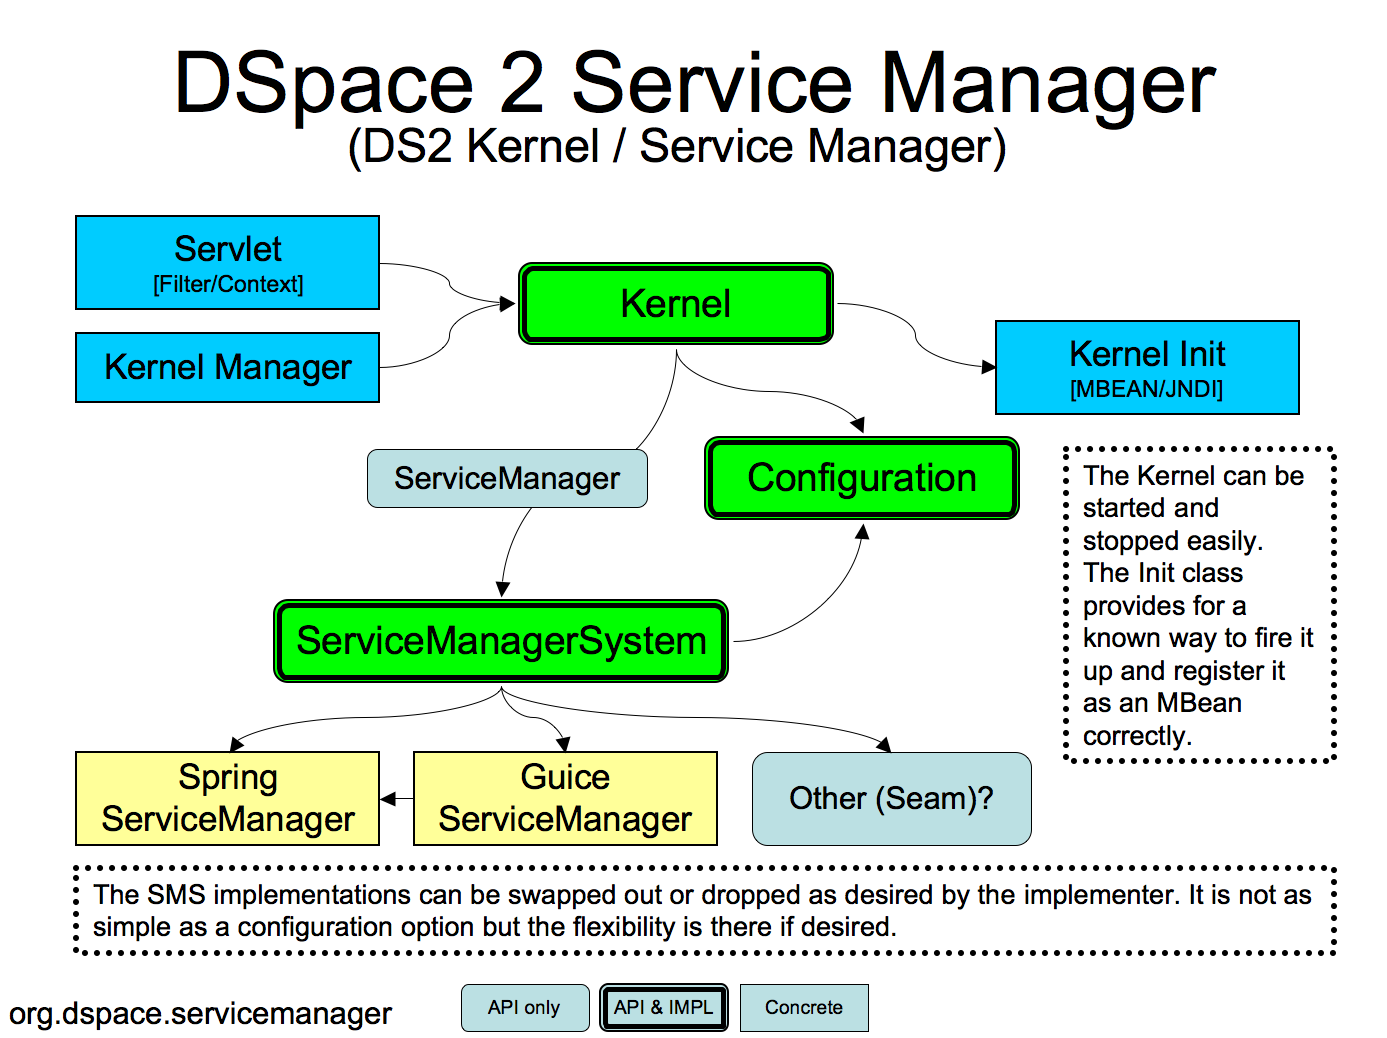 DSpace 2 Service Manager
(DS2 Kernel / Service Manager)
Servlet
[Filter/Context]
Kernel Manager
Kernel
Kernel Init
[MBEAN/JNDI]
ServiceManager
Configuration
The Kernel can be
started and
stopped easily.
The Init class
provides for a
known way to fire it
up and register it
as an MBean
correctly.
ServiceManagerSystem
Spring
ServiceManager
Guice
ServiceManager
Other (Seam)?
The SMS implementations can be swapped out or dropped as desired by the implementer. It is not as
simple as a configuration option but the flexibility is there if desired.
org.dspace.servicemanager
API only
API & IMPL
Concrete